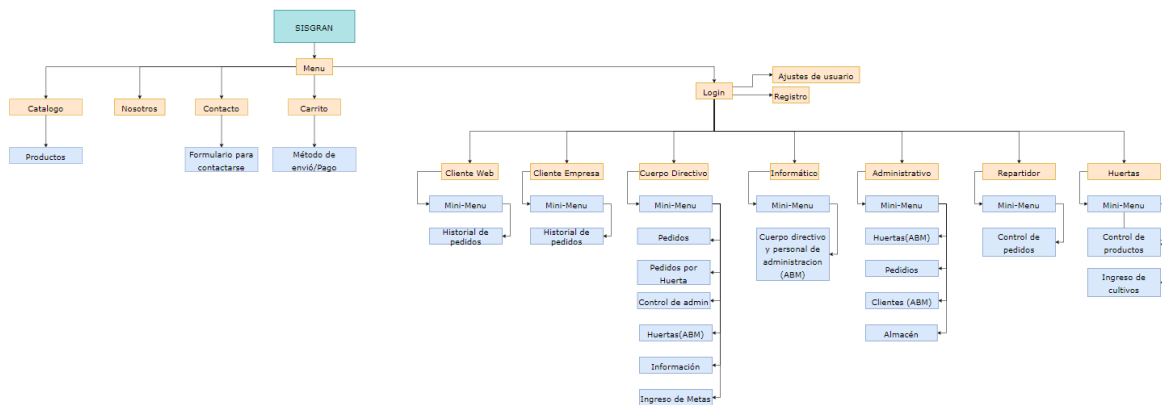 SISGRAN
Menu
Ajustes de usuario
Login
Registro
Catalogo
Nosotros
Contacto
Carrito
Productos
Formulario para
contactarse
Método de
envió/Pago
Cliente Web
Cliente Empresa
Cuerpo Directivo
Informático
Administrativo
Repartidor
Huertas
Mini-Menu
Mini-Menu
Mini-Menu
Mini-Menu
Mini-Menu
Mini-Menu
Mini-Menu
Historial de
pedidos
Historial de
pedidos
Pedidos
Cuerpo directivo
y personal de
administracion
(ABM)
Huertas(ABM)
Control de
pedidos
Control de
productos
Pedidos por
Huerta
Pedidios
Ingreso de
cultivos
Control de admin
Clientes (ABM)
Huertas(ABM)
Almacén
Información
Ingreso de Metas